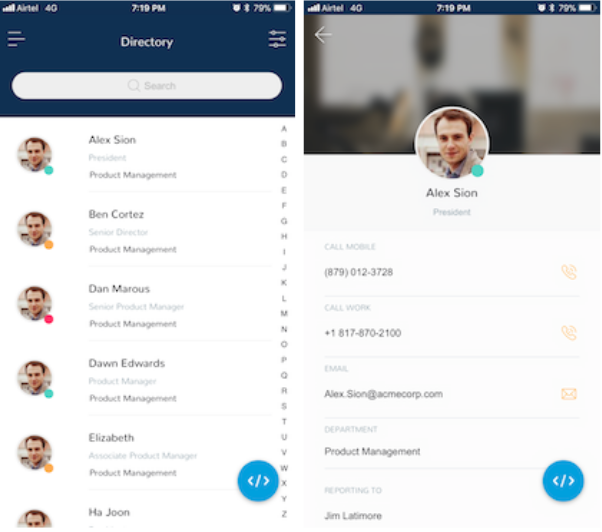 Airtel 4G 7:19 PM 79%
Directory
Search
Alex Sion
President
Product Management
Ben Cortez
Senior Director
Product Management
Dan Marous
Senior Product Manager
Product Management
Dawn Edwards
Product Manager
Product Management
Elizabeth
Associate Product Manager
Product Management
Ha Joon
A
B
C
D
E
F
G
H
I
J
K
L
M
N
O
P
Q
R
S
T
U
V
W
X
Y
Z
</>
Airtel 4G 7:19 PM 79%
Alex Sion
President
CALL MOBILE
(879) 012-3728
CALL WORK
+1 817-870-2100
EMAIL
Alex.Sion@acmecorp.com
DEPARTMENT
Product Management
REPORTING TO
Jim Latimore
</>